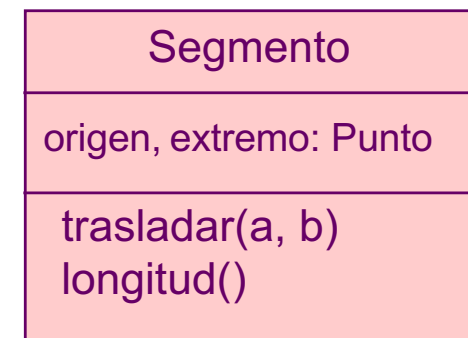 Segmento
origen, extremo: Punto
trasladar(a, b)
longitud()